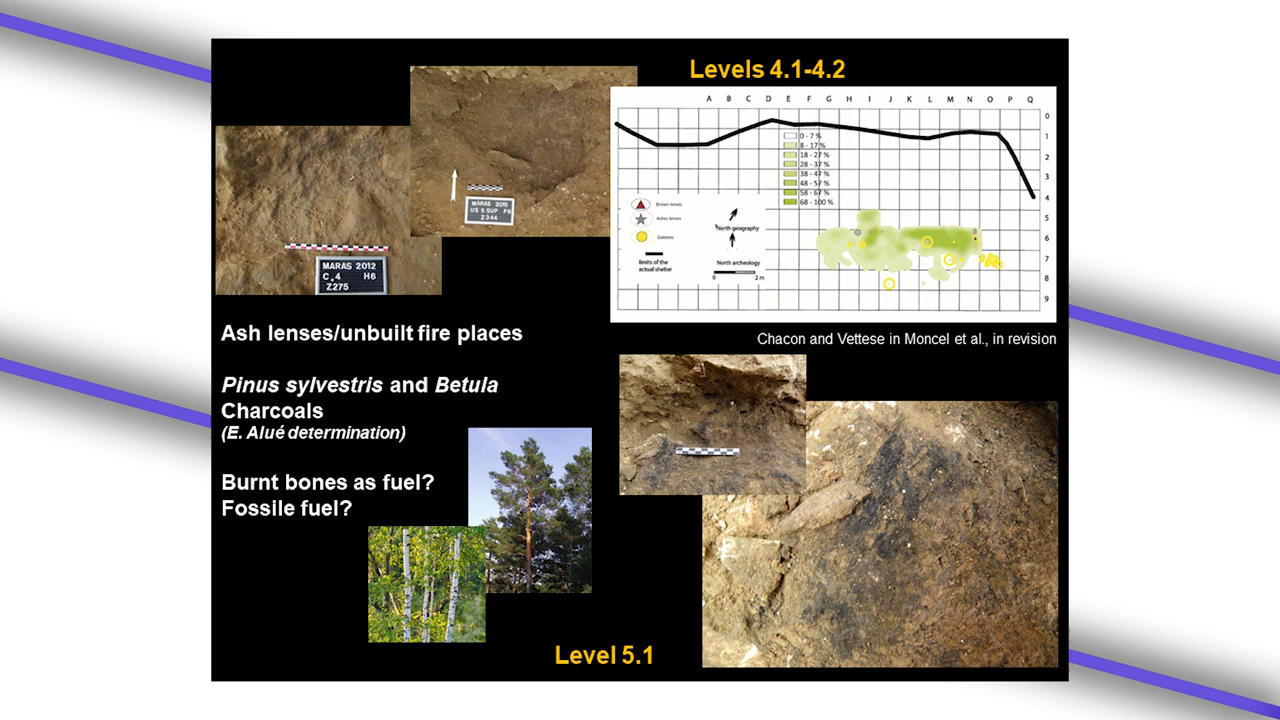 Levels 4.1-4.2
MARAS 2015
US 5 SUP F6
Z 344
MARAS 2012
C,4 H6
Z275
A B C D E F G H I J K L M N O P Q
0
1
2
3
4
5
6
7
8
9
0 - 7 %
8 - 17 %
18 - 27 %
28 - 37 %
38 - 47 %
48 - 57 %
58 - 67 %
68 - 100 %
Brown lenses
Ashes lenses
Galettes
limits of the
actual shelter
North geography
North archeology
0 2 m
Chacon and Vettese in Moncel et al., in revision
Ash lenses/unbuilt fire places
Pinus sylvestris and Betula
Charcoals
(E. Alué determination)
Burnt bones as fuel?
Fossile fuel?
Level 5.1